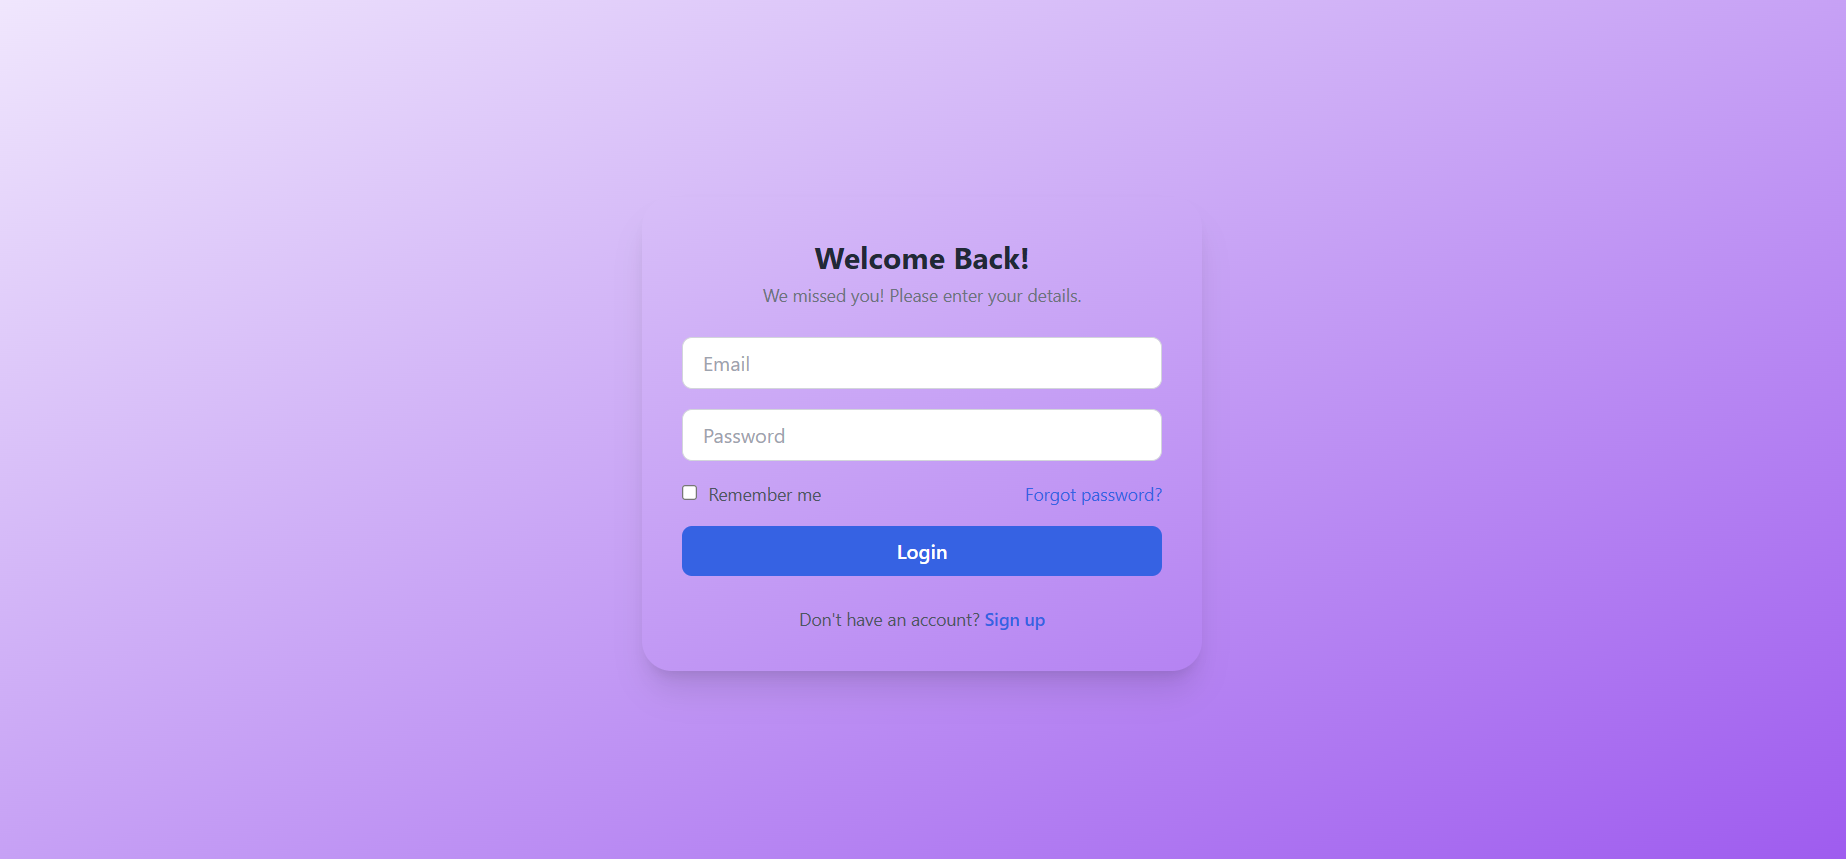 Welcome Back!
We missed you! Please enter your details.
Email
Password
Remember me
Forgot password?
Login
Don't have an account? Sign up